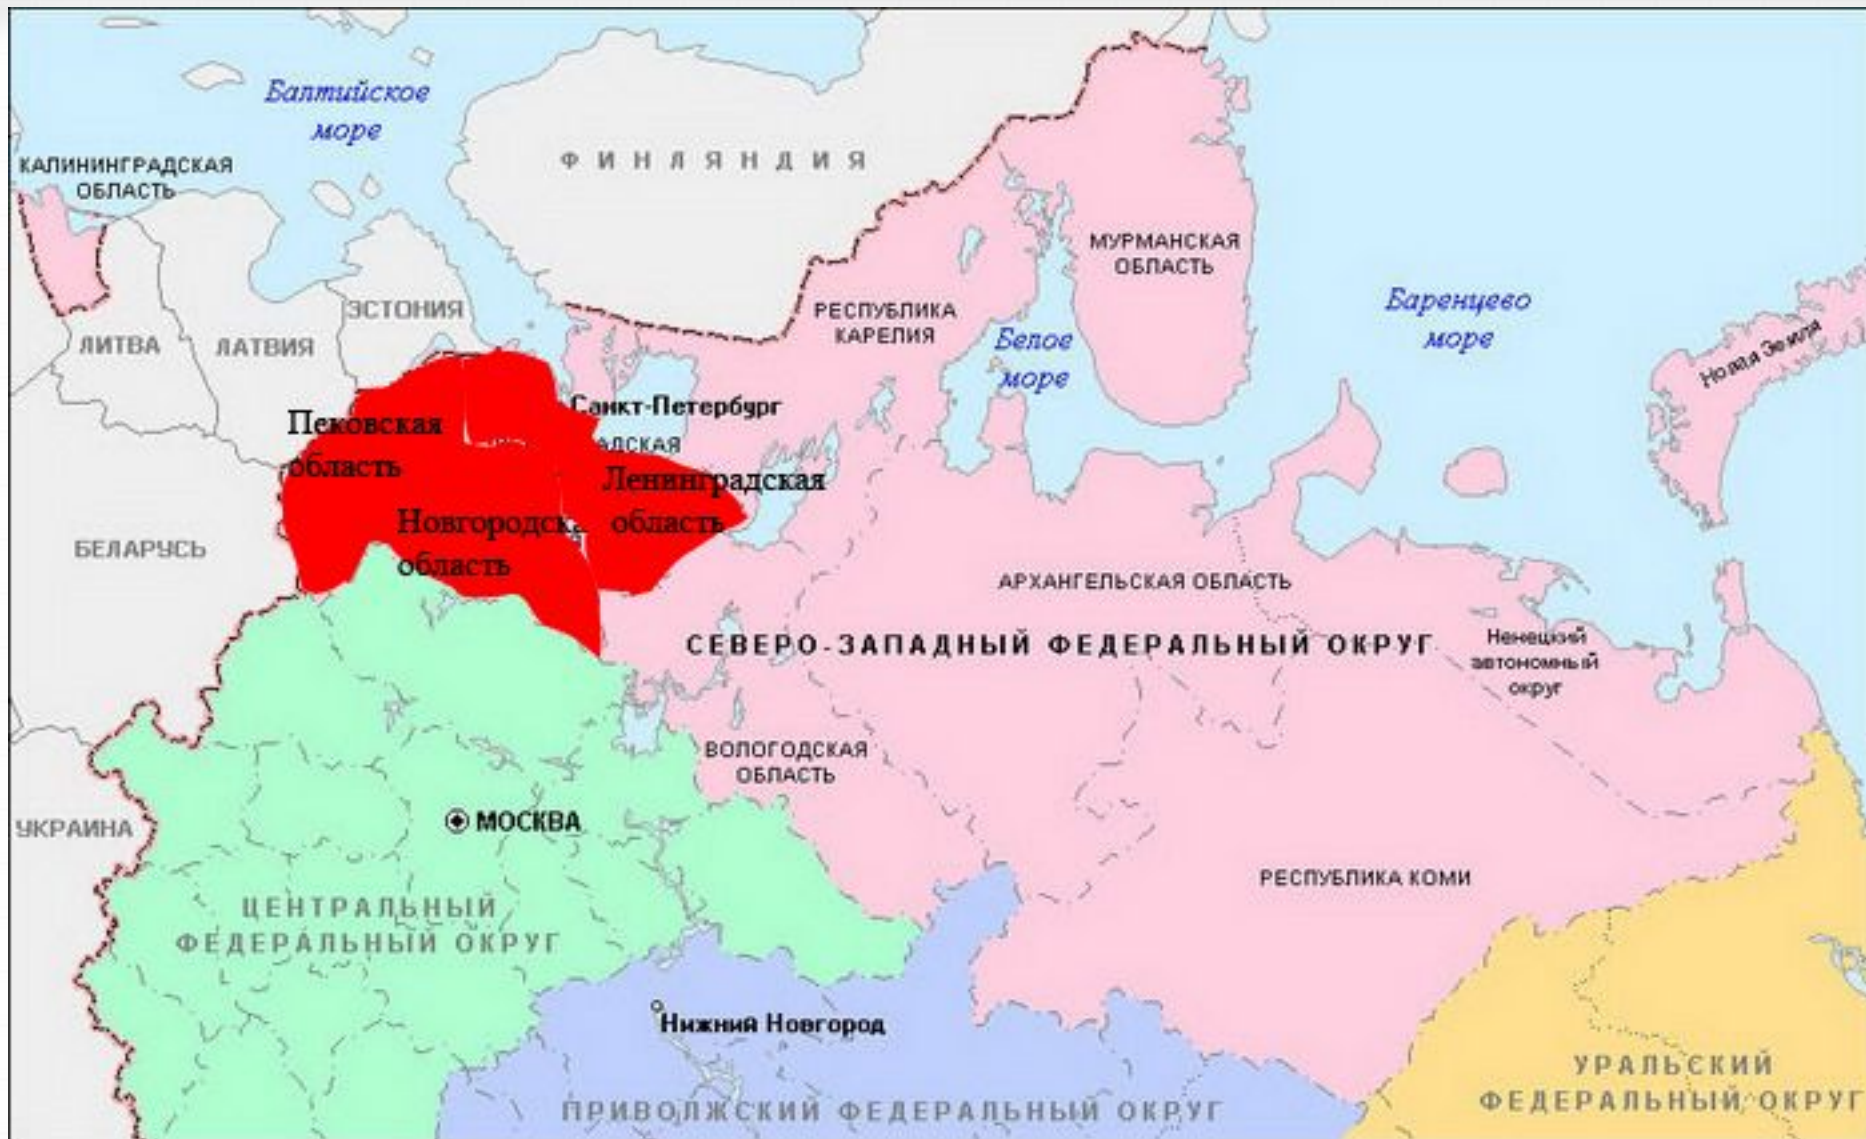 Балтийское
море
КАЛИНИНГРАДСКАЯ
ОБЛАСТЬ
ФИНЛЯНДИЯ
МУРМАНСКАЯ
ОБЛАСТЬ
Баренцево
море
РЕСПУБЛИКА
КАРЕЛИЯ
Белое
море
Новая Земля
ЭСТОНИЯ
ЛИТВА
ЛАТВИЯ
Санкт-Петербург
АДСКАЯ
Пековская
область
Ленинградская
область
Новгородска
область
БЕЛАРУСЬ
АРХАНГЕЛЬСКАЯ ОБЛАСТЬ
СЕВЕРО-ЗАПАДНЫЙ ФЕДЕРАЛЬНЫЙ ОКРУГ
Ненецкий
автономный
округ
ВОЛОГОДСКАЯ
ОБЛАСТЬ
УКРАИНА
МОСКВА
РЕСПУБЛИКА КОМИ
ЦЕНТРАЛЬНЫЙ
ФЕДЕРАЛЬНЫЙ ОКРУГ
Нижний Новгород
УРАЛЬСКИЙ
ФЕДЕРАЛЬНЫЙ ОКРУГ
ПРИВОЛЖСКИЙ ФЕДЕРАЛЬНЫЙ ОКРУГ